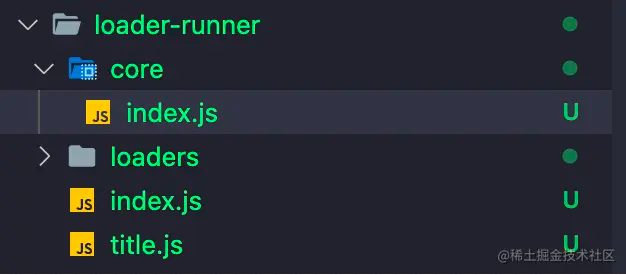 loader-runner
core
JS index.js U
loaders
JS index.js U
JS title.js U
@稀土掘金技术社区